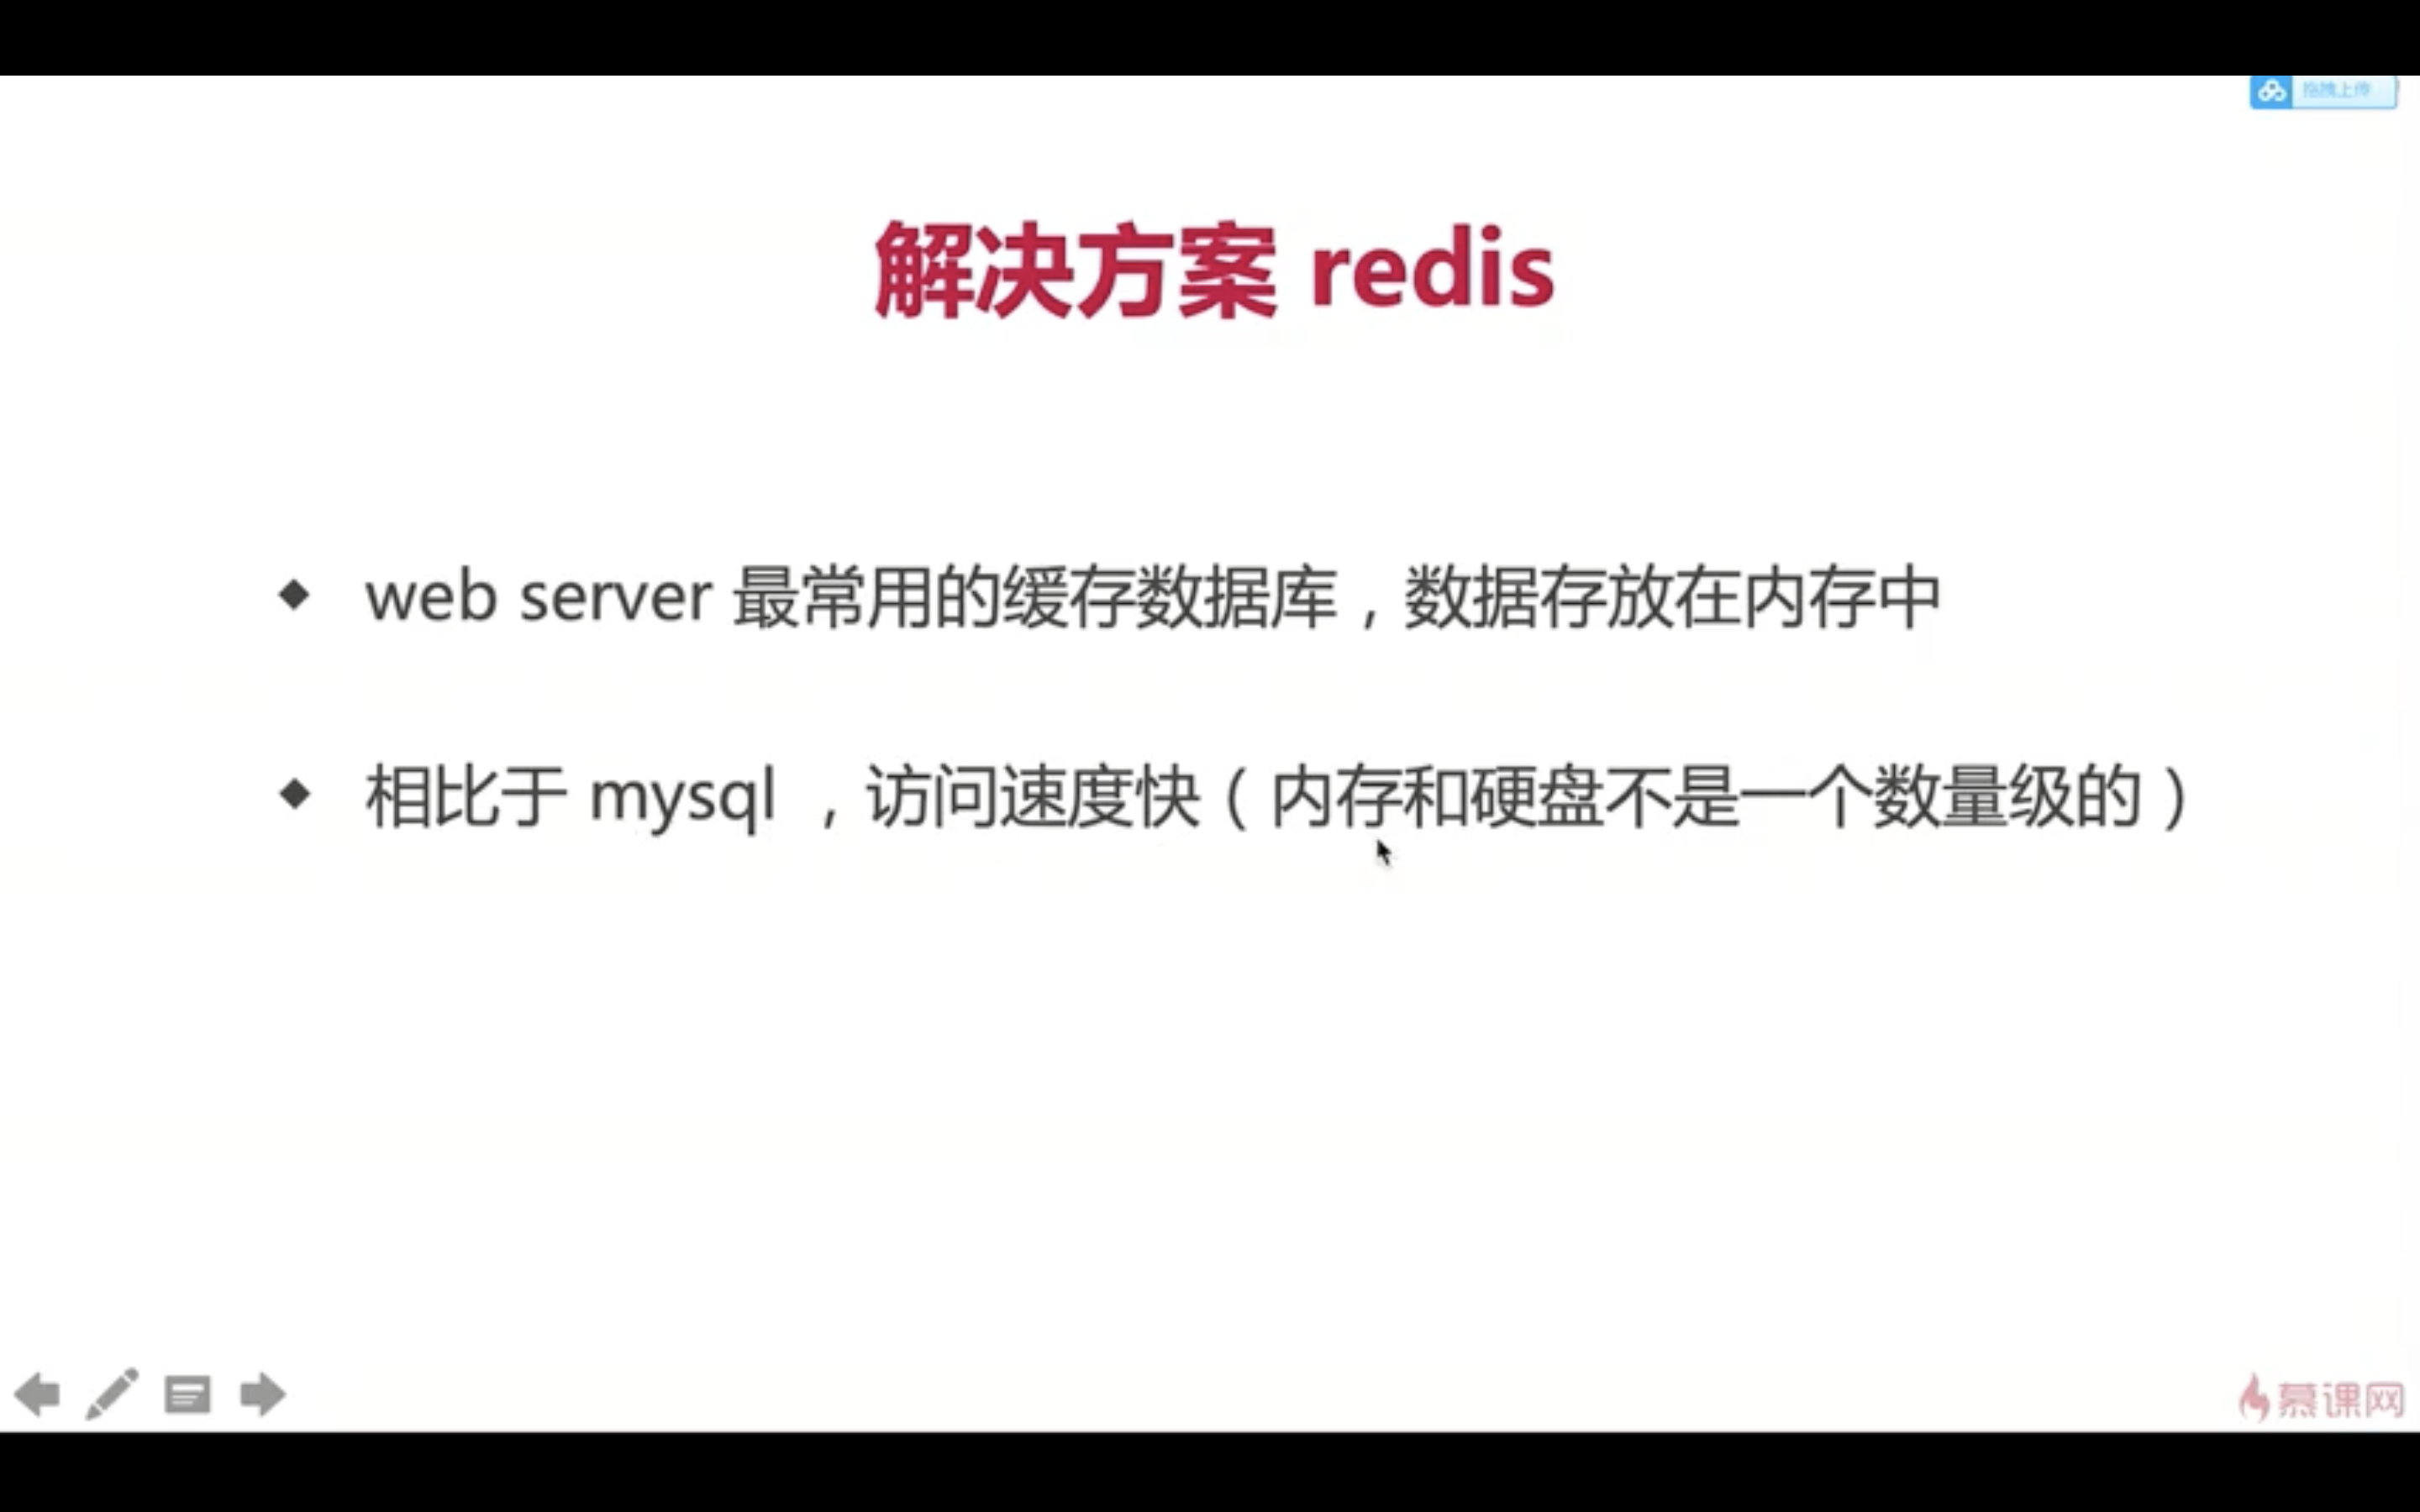 拖拽上传
解决方案 redis
◆ web server 最常用的缓存数据库，数据存放在内存中
◆ 相比于 mysql ，访问速度快（内存和硬盘不是一个数量级的）
慕课网